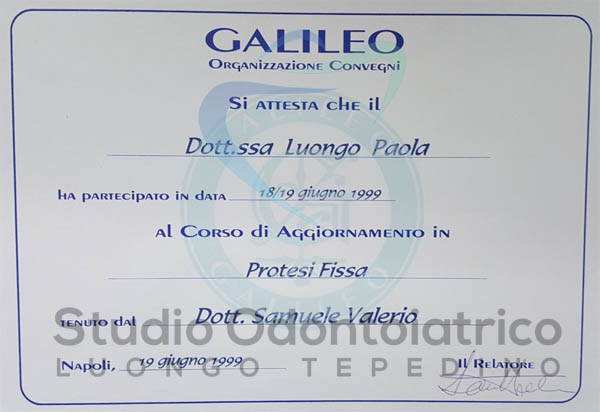 GALILEO
Organizzazione Convegni
Si attesta che il
Dott.ssa Luongo Paola
ha partecipato in data 18/19 giugno 1999
al Corso di Aggiornamento in
Protesi Fissa
tenuto dal Dott. Samuele Valerio
Studio Odontoiatrico
LUONGO TEPEDINO
Napoli, 19 giugno 1999 Il Relatore
GALILEO
GALILEO